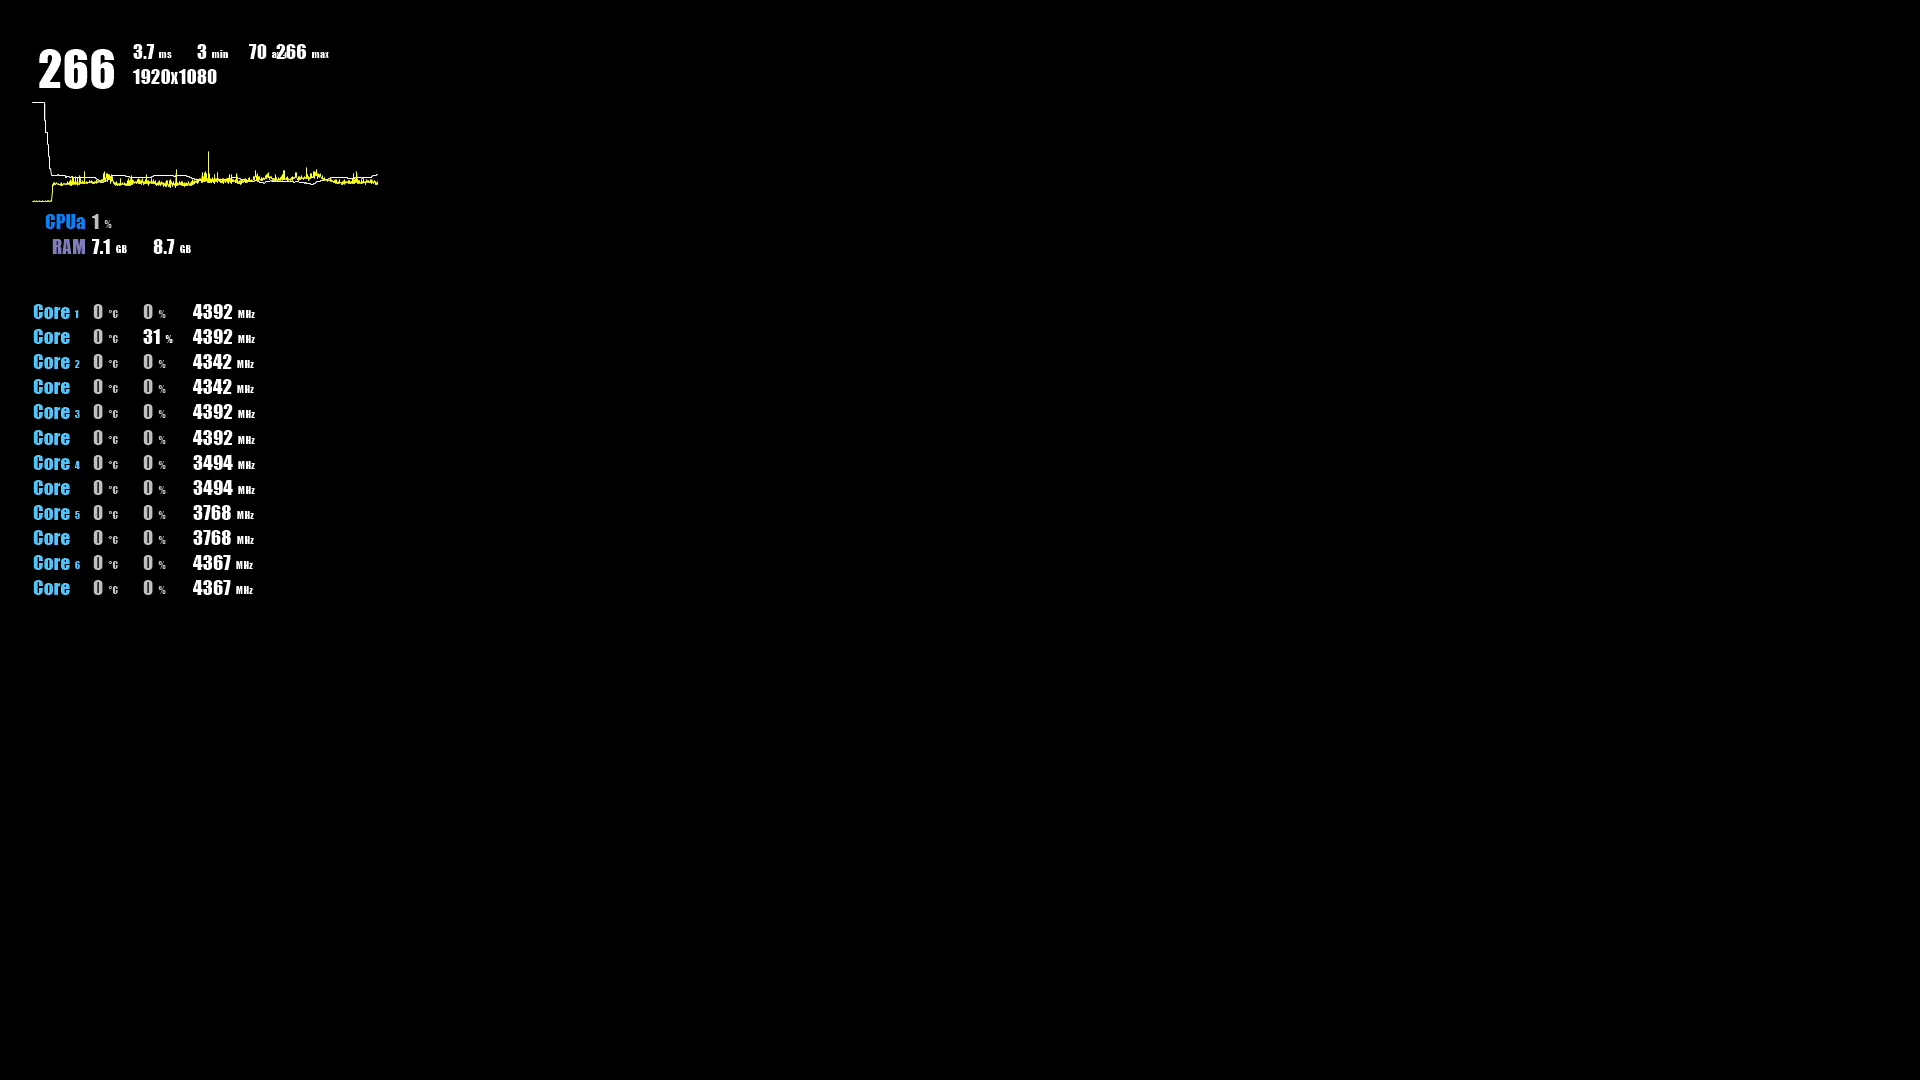 266 3.7 ms 3 min 70 266 max
1920x1080
CPUa 1 %
RAM 7.1 GB 8.7 GB
Core 1 0 °C 0 % 4392 MHz
Core 0 °C 31 % 4392 MHz
Core 2 0 °C 0 % 4342 MHz
Core 0 °C 0 % 4342 MHz
Core 3 0 °C 0 % 4392 MHz
Core 0 °C 0 % 4392 MHz
Core 4 0 °C 0 % 3494 MHz
Core 0 °C 0 % 3494 MHz
Core 5 0 °C 0 % 3768 MHz
Core 0 °C 0 % 3768 MHz
Core 6 0 °C 0 % 4367 MHz
Core 0 °C 0 % 4367 MHz